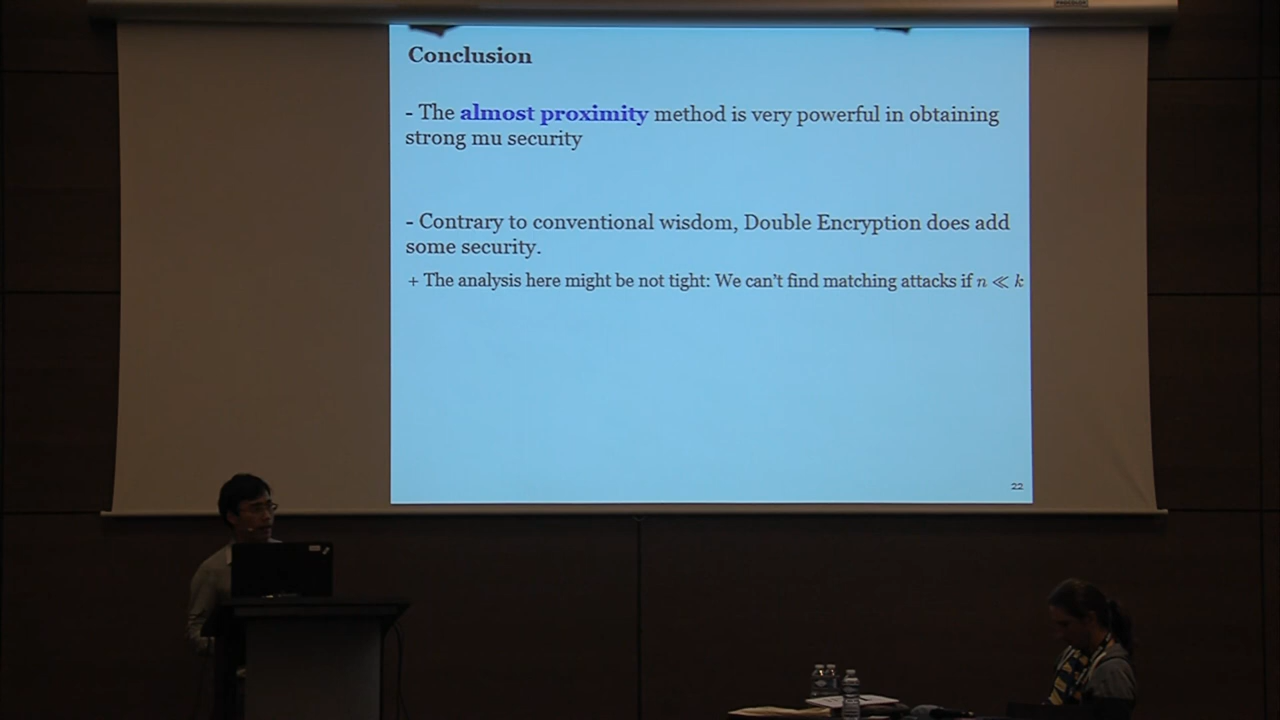 Conclusion
- The almost proximity method is very powerful in obtaining
strong mu security
- Contrary to conventional wisdom, Double Encryption does add
some security.
+ The analysis here might be not tight: We can't find matching attacks if n ≪ k
22